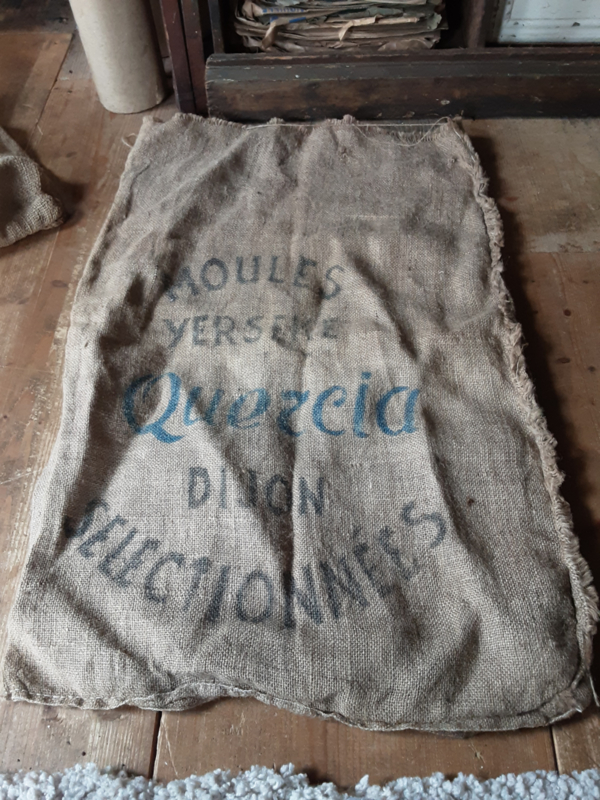 MOULES
YERSEKE
Quercia
DIJON
SELECTIONNÉES